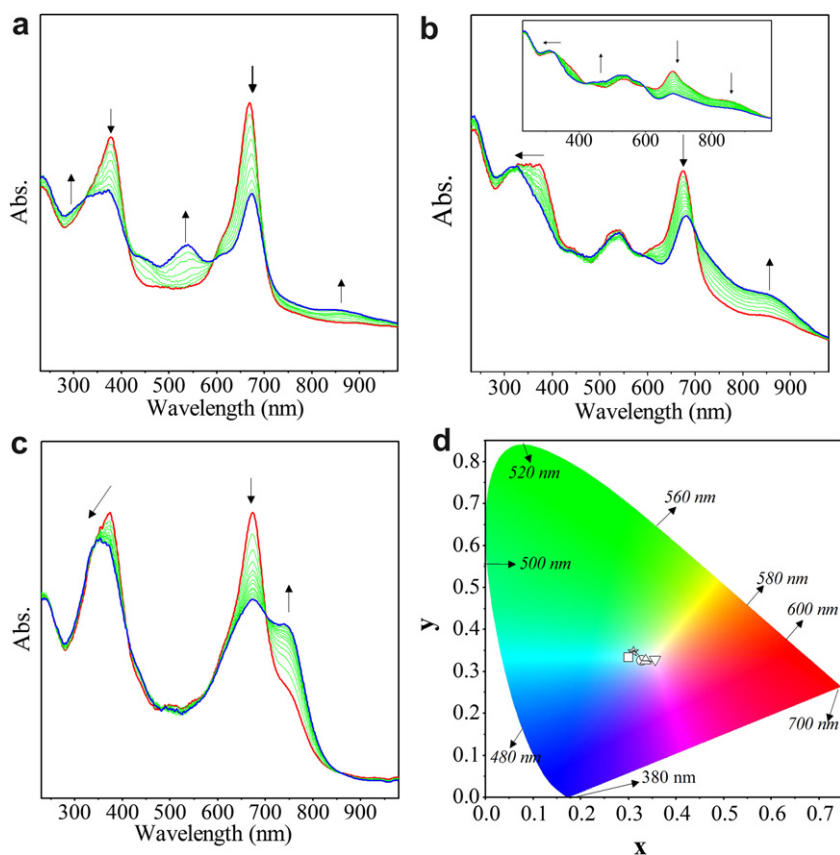 a
Abs.
300 400 500 600 700 800 900
Wavelength (nm)
b
400 600 800
Abs.
300 400 500 600 700 800 900
Wavelength (nm)
c
Abs.
300 400 500 600 700 800 900
Wavelength (nm)
d
0.8
0.7
0.6
0.5
0.4
0.3
0.2
0.1
0.0
y
520 nm
560 nm
500 nm
580 nm
600 nm
700 nm
480 nm
380 nm
0.0 0.1 0.2 0.3 0.4 0.5 0.6 0.7
x